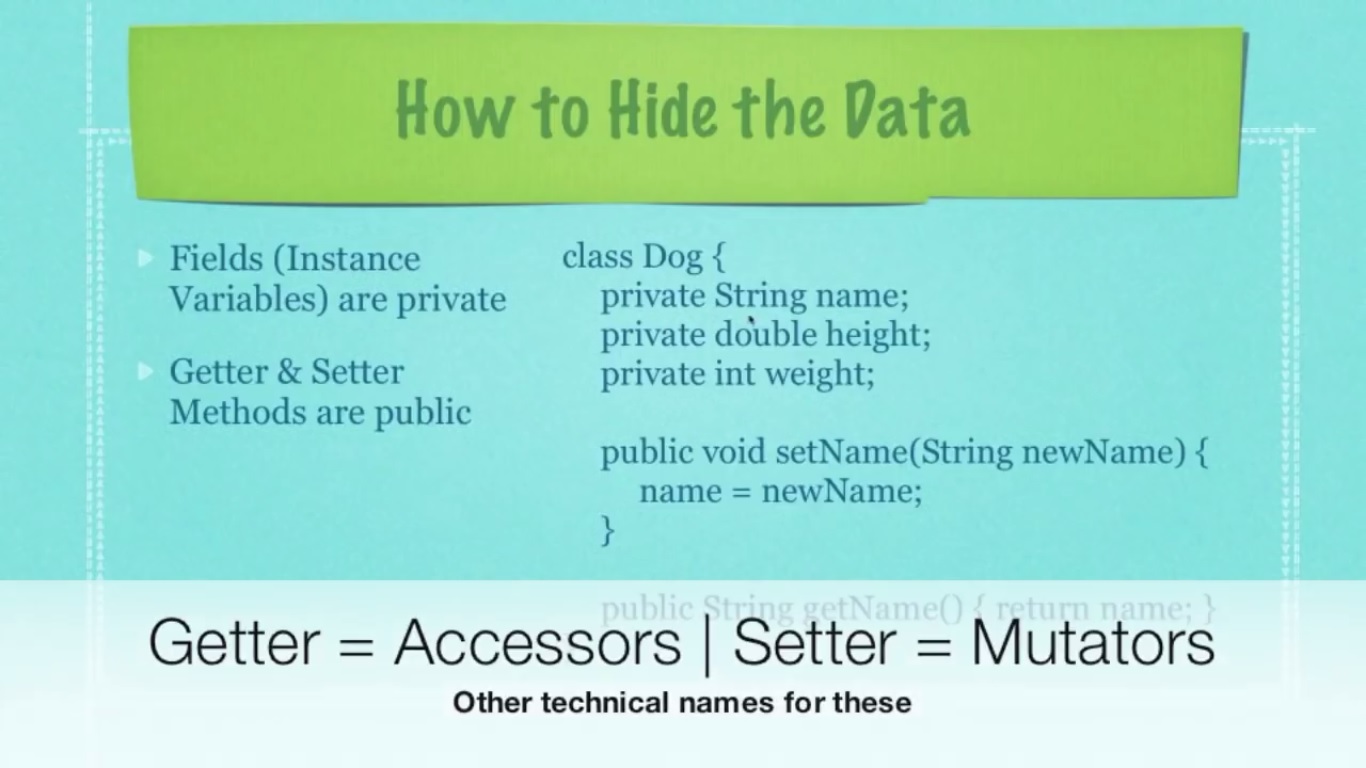 How to Hide the Data
Fields (Instance
Variables) are private
Getter & Setter
Methods are public
class Dog {
private String name;
private double height;
private int weight;
public void setName(String newName) {
name = newName;
}
public String getName() { return name; }
Getter = Accessors | Setter = Mutators
Other technical names for these